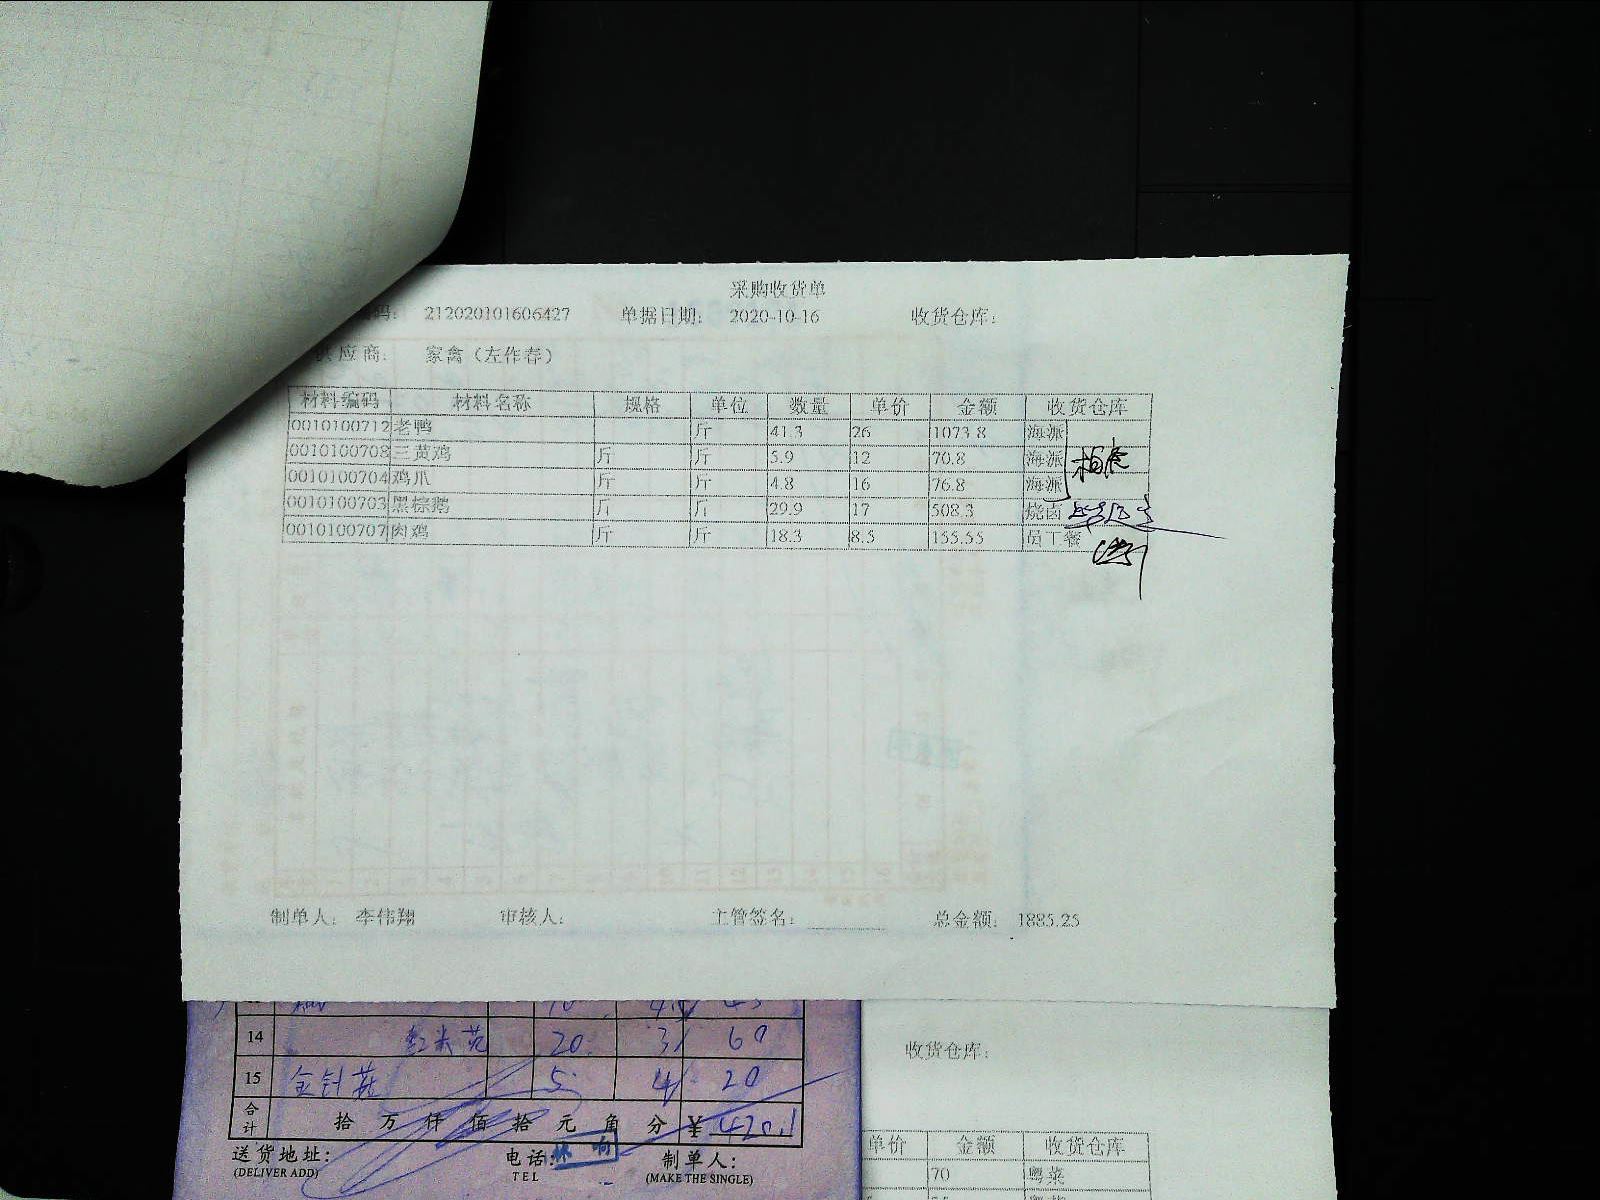 采购收货单
码： 212020101606427 单据日期： 2020-10-16 收货仓库：
供应商： 家禽（左作春）
材料编码 材料名称 规格 单位 数量 单价 金额 收货仓库
0010100712 老鸭 斤 41.3 26 1073.8 海派
0010100708 三黄鸡 斤 斤 5.9 12 70.8 海派
0010100704 鸡爪 斤 斤 4.8 16 76.8 海派
0010100703 黑棕鹅 斤 斤 29.9 17 508.3 烧卤
0010100707 肉鸡 斤 斤 18.3 8.5 155.55 员工餐
制单人： 李伟翔 审核人： 主管签名： 总金额： 1885.25
14 红米苋 20 3 60
15 金针菇 5 4 20
合计 拾 万 仟 佰 拾 元 角 分 ¥ 420.1
送货地址： 电话： 制单人：
(DELIVER ADD) TEL (MAKE THE SINGLE)
收货仓库：
单价 金额 收货仓库
70 粤菜